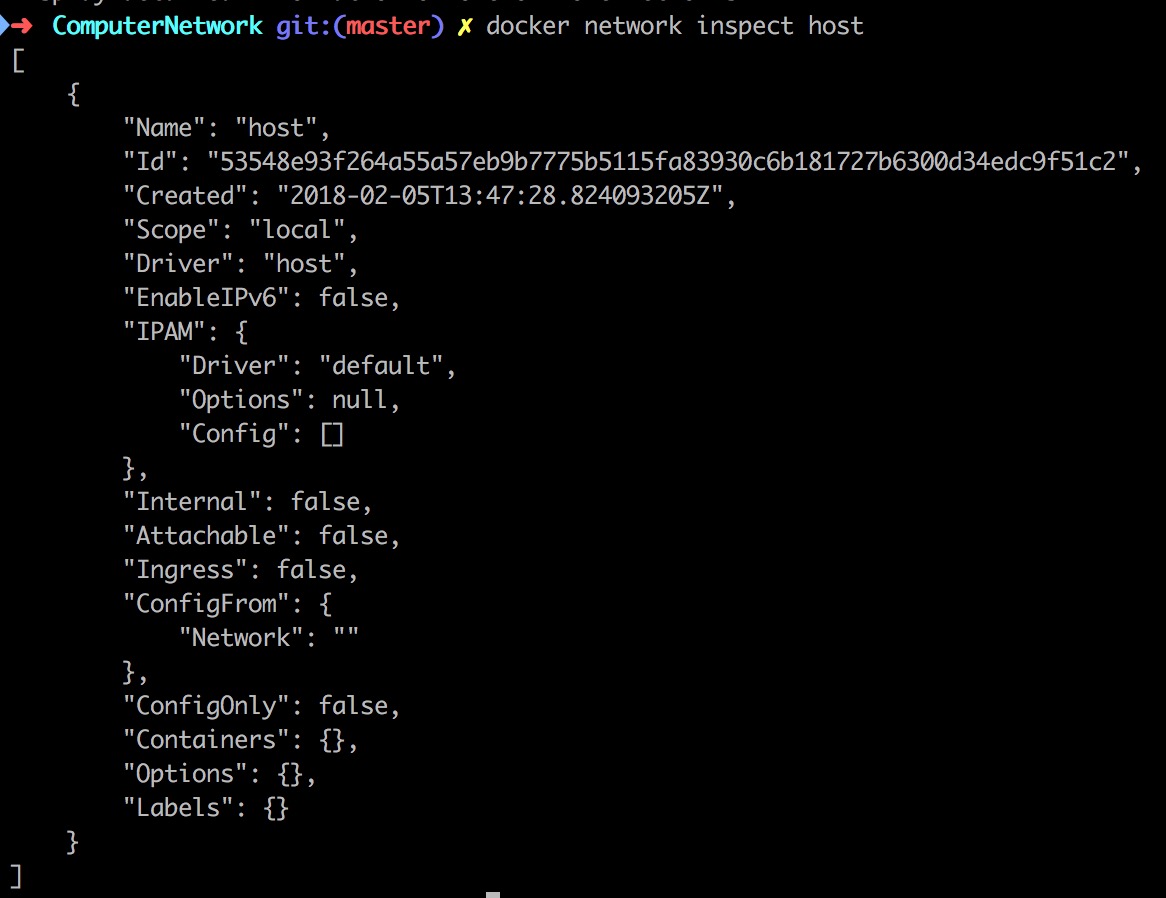 ➜ ComputerNetwork git:(master) ✗ docker network inspect host
[
    {
        "Name": "host",
        "Id": "53548e93f264a55a57eb9b7775b5115fa83930c6b181727b6300d34edc9f51c2",
        "Created": "2018-02-05T13:47:28.824093205Z",
        "Scope": "local",
        "Driver": "host",
        "EnableIPv6": false,
        "IPAM": {
            "Driver": "default",
            "Options": null,
            "Config": []
        },
        "Internal": false,
        "Attachable": false,
        "Ingress": false,
        "ConfigFrom": {
            "Network": ""
        },
        "ConfigOnly": false,
        "Containers": {},
        "Options": {},
        "Labels": {}
    }
]